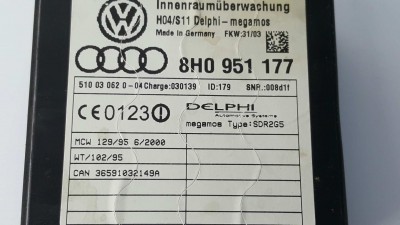 Innenraumüberwachung
H04/S11 Delphi-megamos
Made in Germany FKW:31/03
8H0 951 177
510 03 052 0 -04 Charge:030139 ID:179 SNR.:008d1f
CE0123
DELPHI
Automotive Systems
megamos Type:SDR2G5
MCW 129/95 6/2000
WT/102/95
CAN 36591032149A